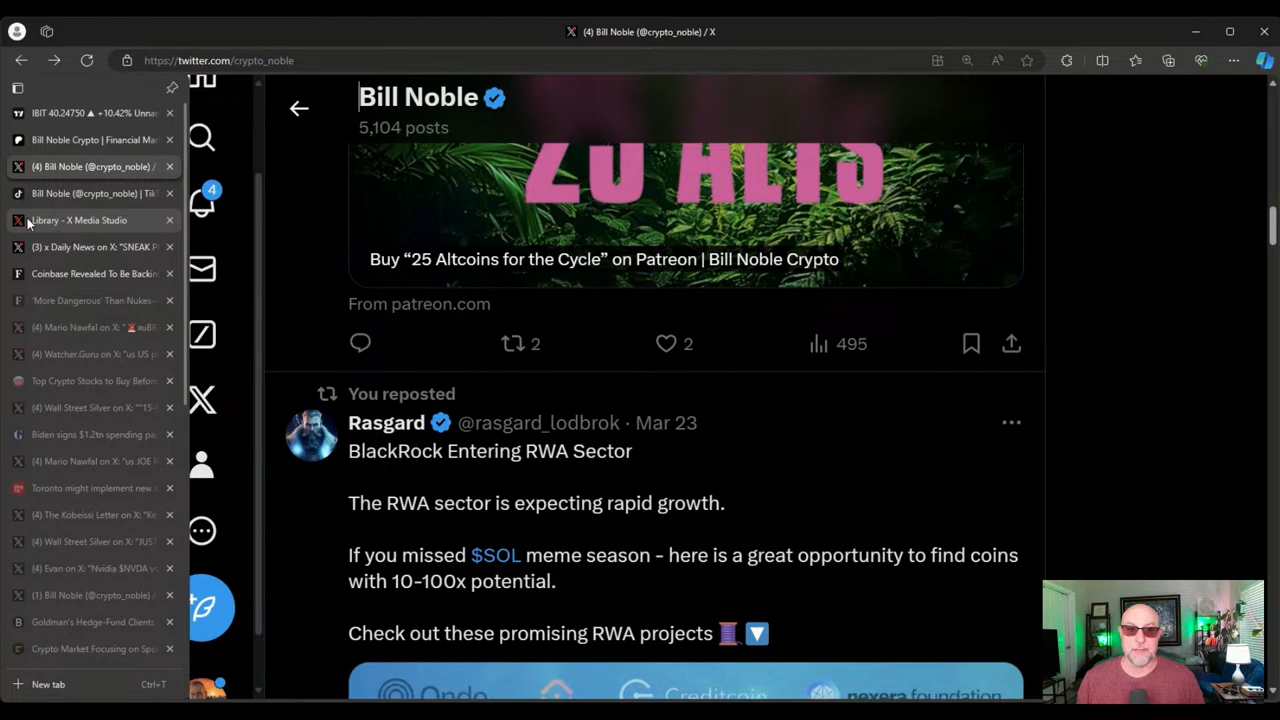 (4) Bill Noble (@crypto_noble) / X
https://twitter.com/crypto_noble
IBIT 40.24750 ▲ +10.42% Unna
Bill Noble Crypto | Financial Ma
(4) Bill Noble (@crypto_noble) /
Bill Noble (@crypto_noble) | Tik
Library - X Media Studio
(3) x Daily News on X: "SNEAK P
Coinbase Revealed To Be Backin
'More Dangerous' Than Nukes—
(4) Mario Nawfal on X: "🚨
(4) Watcher.Guru on X: "us US p
Top Crypto Stocks to Buy Before
(4) Wall Street Silver on X: "15-
Biden signs $1.2tn spending pa
(4) Mario Nawfal on X: "us JOE
Toronto might implement new
(4) The Kobeissi Letter on X: "Ke
(4) Wall Street Silver on X: "JUST
(4) Evan on X: "Nvidia $NVDA
(1) Bill Noble (@crypto_noble) /
Goldman's Hedge-Fund Clients
Crypto Market Focusing on Spo
New tab
Ctrl+T
4
Bill Noble
5,104 posts
25 ALTS
Buy “25 Altcoins for the Cycle” on Patreon | Bill Noble Crypto
From patreon.com
2
2
495
You reposted
Rasgard @rasgard_lodbrok · Mar 23
BlackRock Entering RWA Sector
The RWA sector is expecting rapid growth.
If you missed $SOL meme season - here is a great opportunity to find coins
with 10-100x potential.
Check out these promising RWA projects 🧵 🔽
Ondo
Creditcoin
nexera foundation